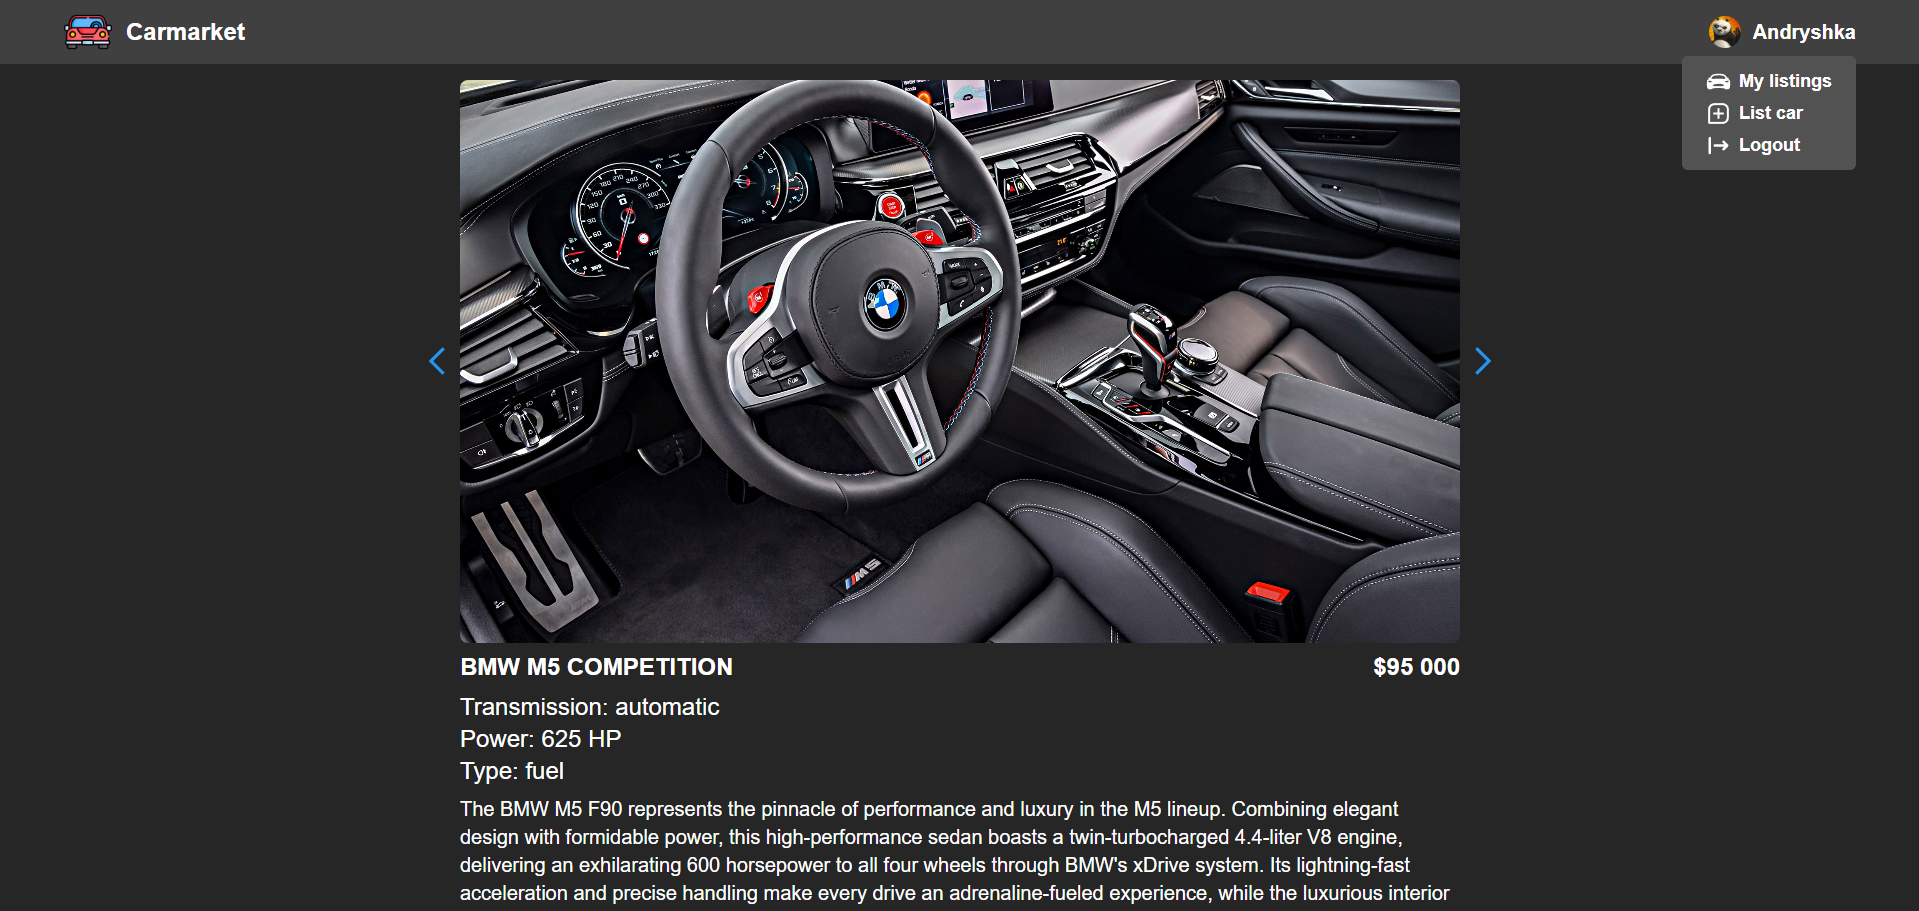 Carmarket
Andryshka
My listings
List car
Logout
M5
BMW M5 COMPETITION
$95 000
Transmission: automatic
Power: 625 HP
Type: fuel
The BMW M5 F90 represents the pinnacle of performance and luxury in the M5 lineup. Combining elegant
design with formidable power, this high-performance sedan boasts a twin-turbocharged 4.4-liter V8 engine,
delivering an exhilarating 600 horsepower to all four wheels through BMW's xDrive system. Its lightning-fast
acceleration and precise handling make every drive an adrenaline-fueled experience, while the luxurious interior